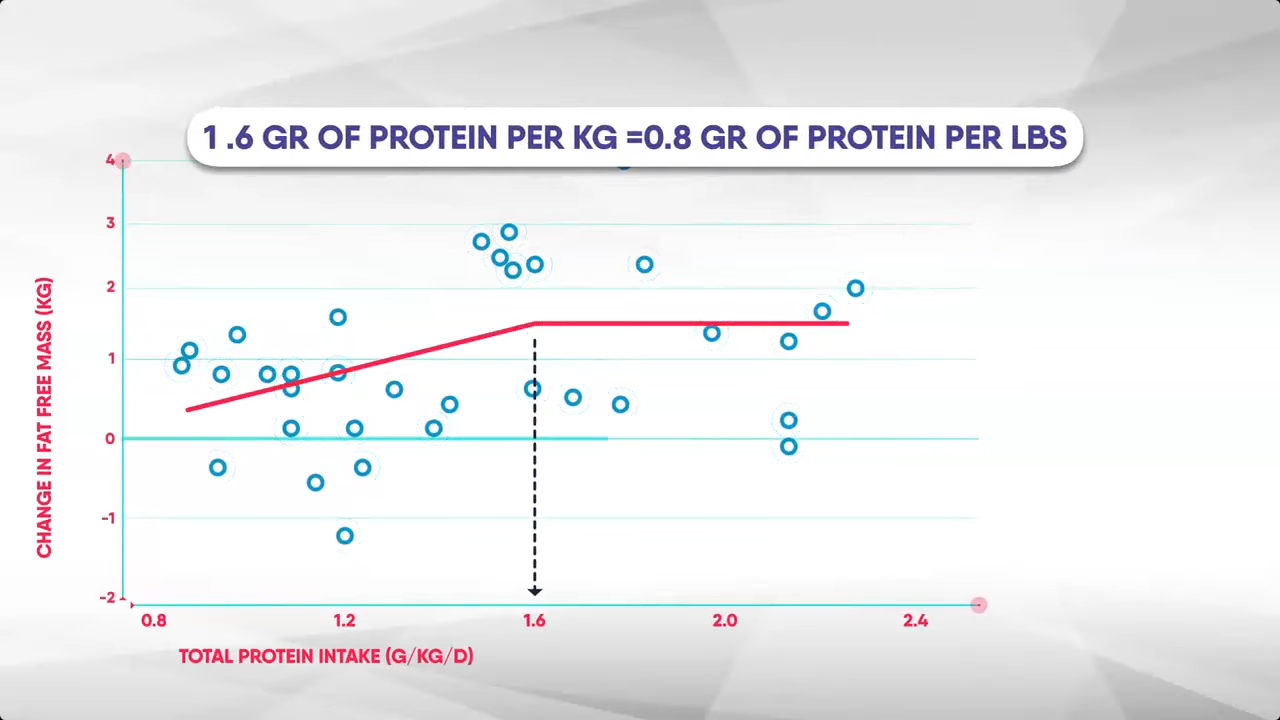 1.6 GR OF PROTEIN PER KG =0.8 GR OF PROTEIN PER LBS
4
3
2
1
0
-1
-2
CHANGE IN FAT FREE MASS (KG)
0.8 1.2 1.6 2.0 2.4
TOTAL PROTEIN INTAKE (G/KG/D)